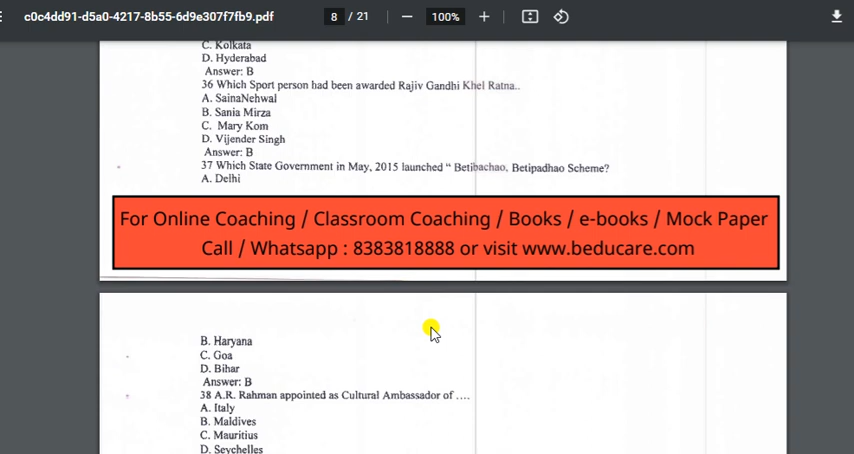 c0c4dd91-d5a0-4217-8b55-6d9e307f7fb9.pdf 8 / 21 100%
C. Kolkata
D. Hyderabad
Answer: B
36 Which Sport person had been awarded Rajiv Gandhi Khel Ratna..
A. SainaNehwal
B. Sania Mirza
C. Mary Kom
D. Vijender Singh
Answer: B
37 Which State Government in May, 2015 launched “ Betibachao, Betipadhao Scheme?
A. Delhi
For Online Coaching / Classroom Coaching / Books / e-books / Mock Paper
Call / Whatsapp : 8383818888 or visit www.beducare.com
B. Haryana
C. Goa
D. Bihar
Answer: B
38 A.R. Rahman appointed as Cultural Ambassador of ....
A. Italy
B. Maldives
C. Mauritius
D. Seychelles